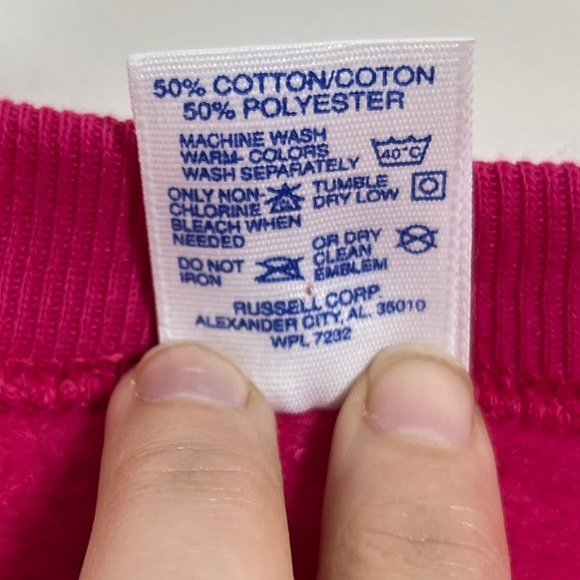 50% COTTON/COTON
50% POLYESTER
MACHINE WASH
WARM- COLORS
WASH SEPARATELY
40°C
ONLY NON-
CHLORINE
BLEACH WHEN
NEEDED
TUMBLE
DRY LOW
DO NOT
IRON
OR DRY
CLEAN
EMBLEM
RUSSELL CORP.
ALEXANDER CITY, AL. 35010
WPL 7232